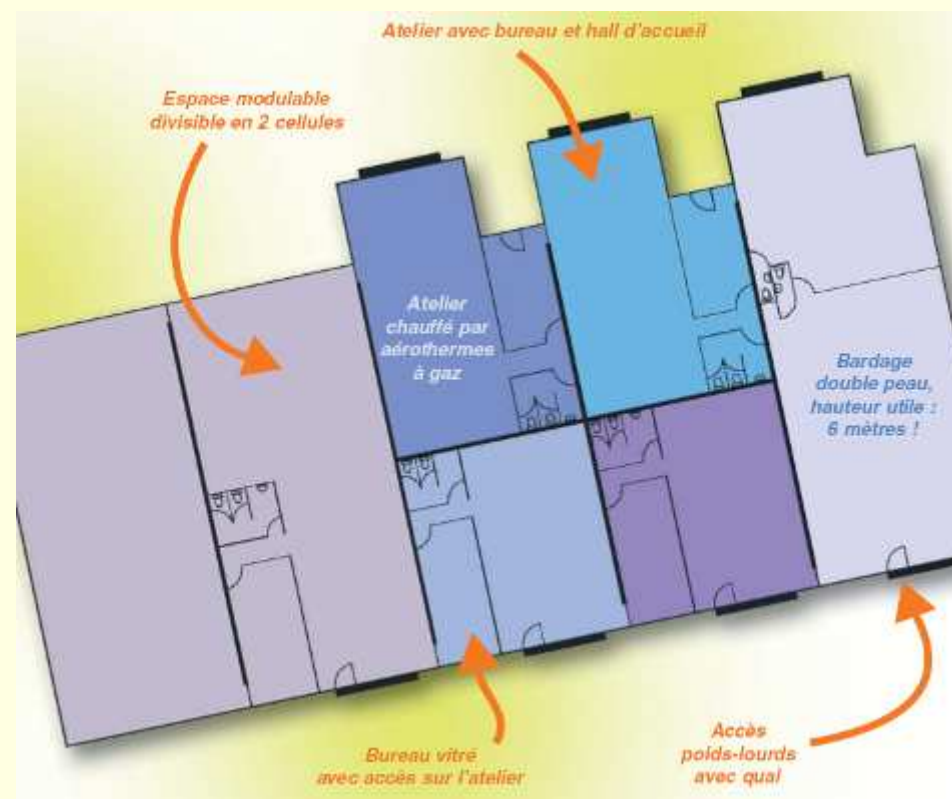 Atelier avec bureau et hall d'accueil
Espace modulable
divisible en 2 cellules
Atelier
chauffé par
aérothermes
à gaz
Bardage
double peau,
hauteur utile :
6 mètres !
Bureau vitré
avec accès sur l'atelier
Accès
poids-lourds
avec quai